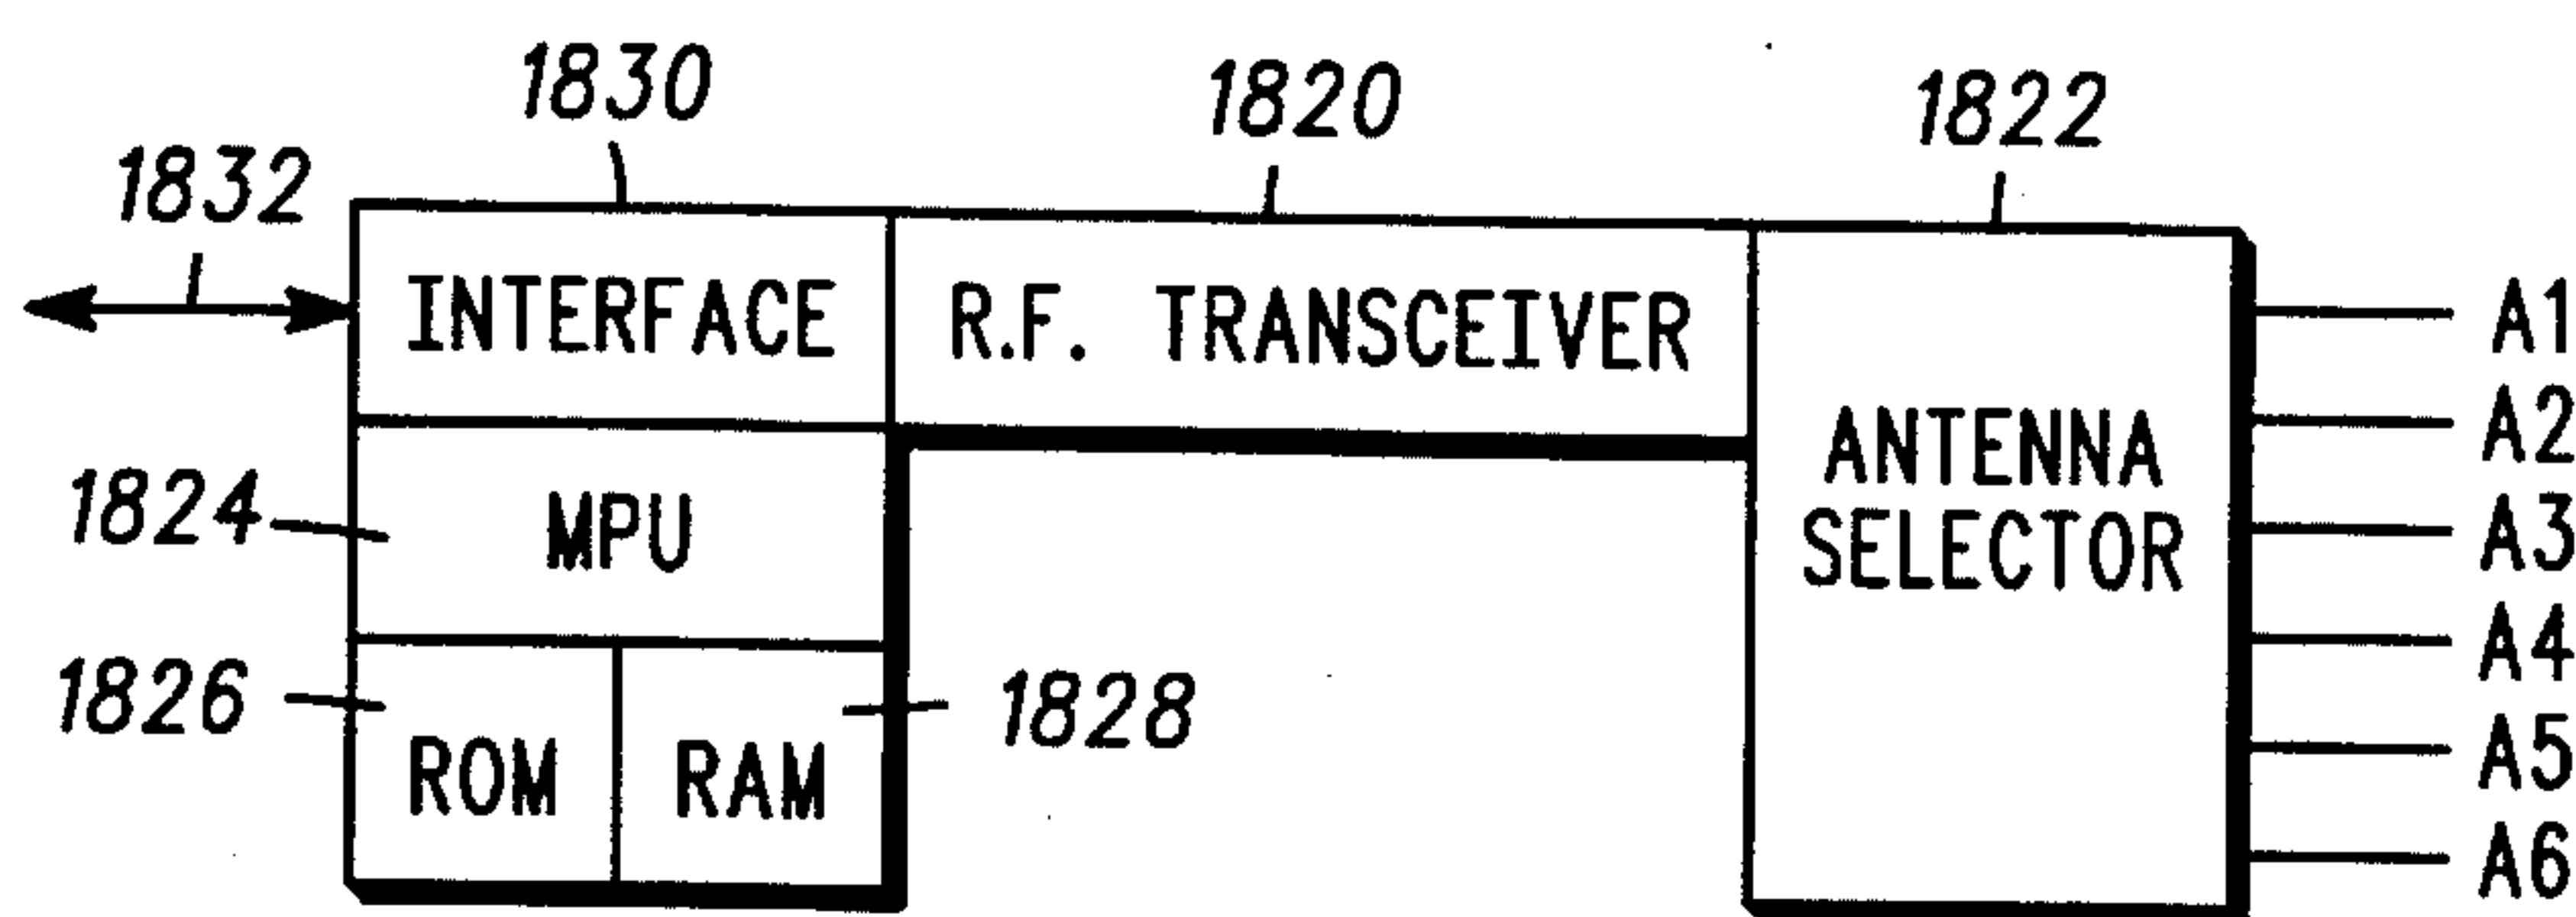 1830
1820
1822
1832
INTERFACE
R.F. TRANSCEIVER
A1
ANTENNA
SELECTOR
A2
1824
MPU
A3
A4
1826
1828
ROM
RAM
A5
A6